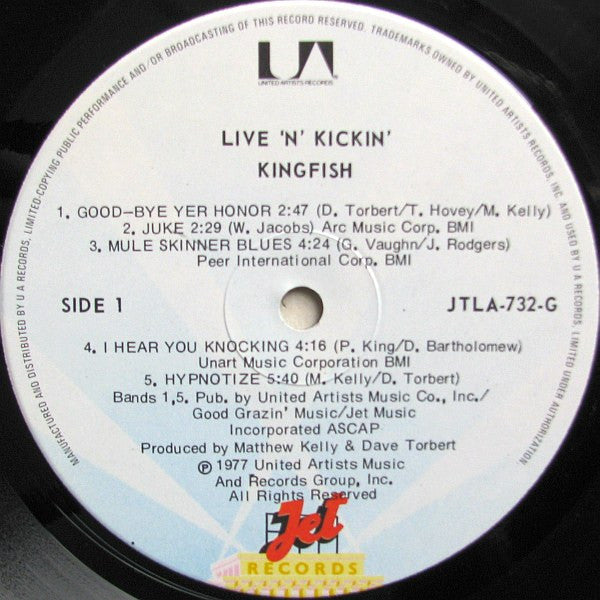 MANUFACTURED AND DISTRIBUTED BY U A RECORDS, LIMITED-COPYING PUBLIC PERFORMANCE AND/OR BROADCASTING OF THIS RECORD RESERVED. TRADEMARKS OWNED BY UNITED ARTISTS RECORDS, INC. AND USED BY U A RECORDS, LIMITED UNDER AUTHORIZATION.
UA
UNITED ARTISTS RECORDS
LIVE 'N' KICKIN'
KINGFISH
1. GOOD—BYE YER HONOR 2:47 (D. Torbert/T. Hovey/M. Kelly)
2. JUKE 2:29 (W. Jacobs) Arc Music Corp. BMI
3. MULE SKINNER BLUES 4:24 (G. Vaughn/J. Rodgers)
Peer International Corp. BMI
SIDE 1
JTLA-732-G
4. I HEAR YOU KNOCKING 4:16 (P. King/D. Bartholomew)
Unart Music Corporation BMI
5. HYPNOTIZE 5:40 (M. Kelly/D. Torbert)
Bands 1,5. Pub. by United Artists Music Co., Inc./
Good Grazin' Music/Jet Music
Incorporated ASCAP
Produced by Matthew Kelly & Dave Torbert
℗ 1977 United Artists Music
And Records Group, Inc.
All Rights Reserved
Jet
RECORDS